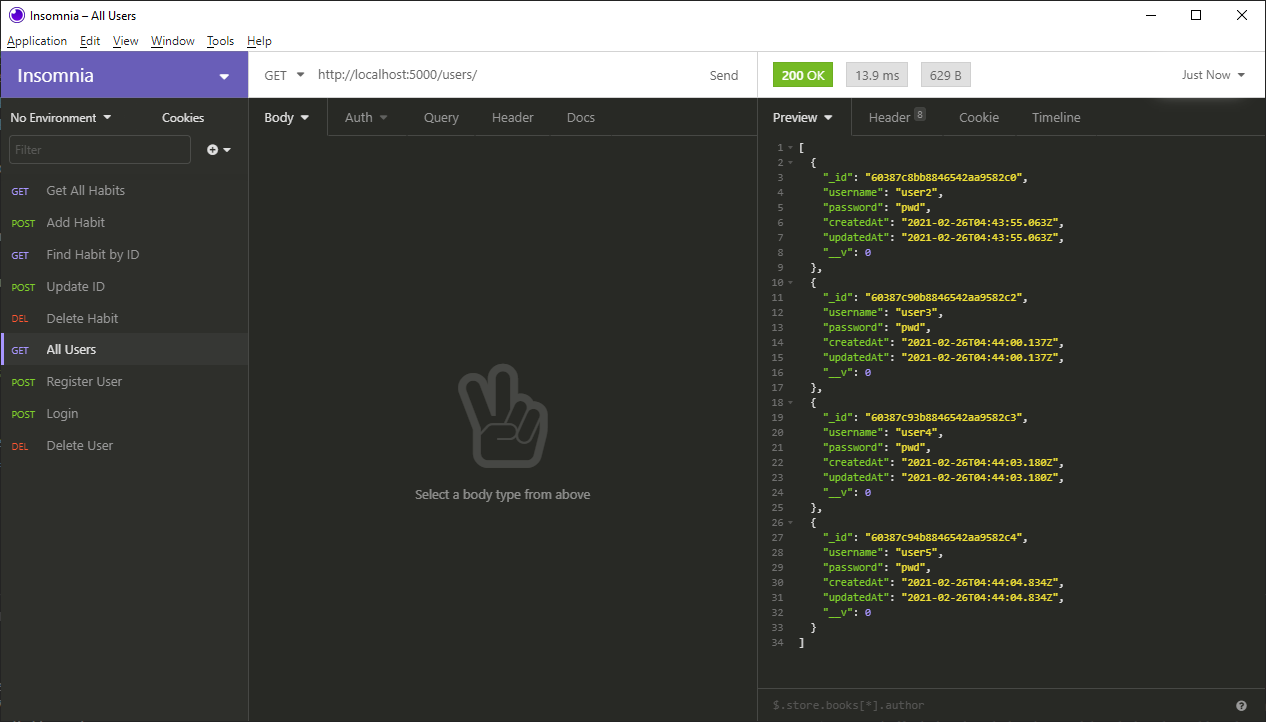 Insomnia – All Users
Application Edit View Window Tools Help
Insomnia
GET http://localhost:5000/users/ Send
200 OK 13.9 ms 629 B Just Now
No Environment Cookies
Filter
GET Get All Habits
POST Add Habit
GET Find Habit by ID
POST Update ID
DEL Delete Habit
GET All Users
POST Register User
POST Login
DEL Delete User
Body Auth Query Header Docs
Select a body type from above
Preview Header 8 Cookie Timeline
1 [
2 {
3 "_id": "60387c8bb8846542aa9582c0",
4 "username": "user2",
5 "password": "pwd",
6 "createdAt": "2021-02-26T04:43:55.063Z",
7 "updatedAt": "2021-02-26T04:43:55.063Z",
8 "__v": 0
9 },
10 {
11 "_id": "60387c90b8846542aa9582c2",
12 "username": "user3",
13 "password": "pwd",
14 "createdAt": "2021-02-26T04:44:00.137Z",
15 "updatedAt": "2021-02-26T04:44:00.137Z",
16 "__v": 0
17 },
18 {
19 "_id": "60387c93b8846542aa9582c3",
20 "username": "user4",
21 "password": "pwd",
22 "createdAt": "2021-02-26T04:44:03.180Z",
23 "updatedAt": "2021-02-26T04:44:03.180Z",
24 "__v": 0
25 },
26 {
27 "_id": "60387c94b8846542aa9582c4",
28 "username": "user5",
29 "password": "pwd",
30 "createdAt": "2021-02-26T04:44:04.834Z",
31 "updatedAt": "2021-02-26T04:44:04.834Z",
32 "__v": 0
33 }
34 ]
$.store.books[*].author